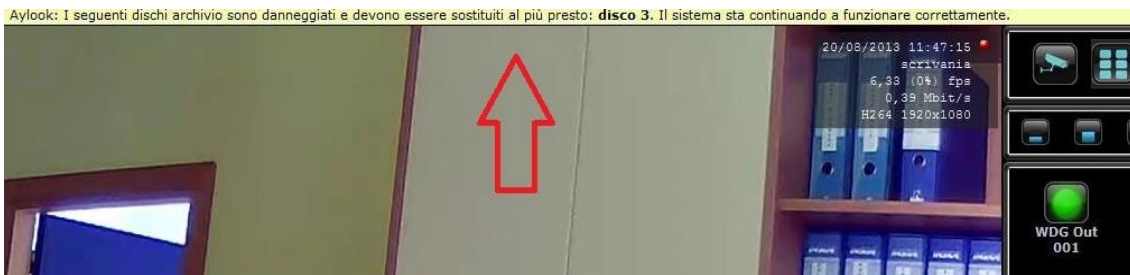 Aylook: I seguenti dischi archivio sono danneggiati e devono essere sostituiti al più presto: disco 3. Il sistema sta continuando a funzionare correttamente.
20/08/2013 11:47:15
scrivania
6,33 (0%) fps
0,39 Mbit/s
H264 1920x1080
WDG Out
001